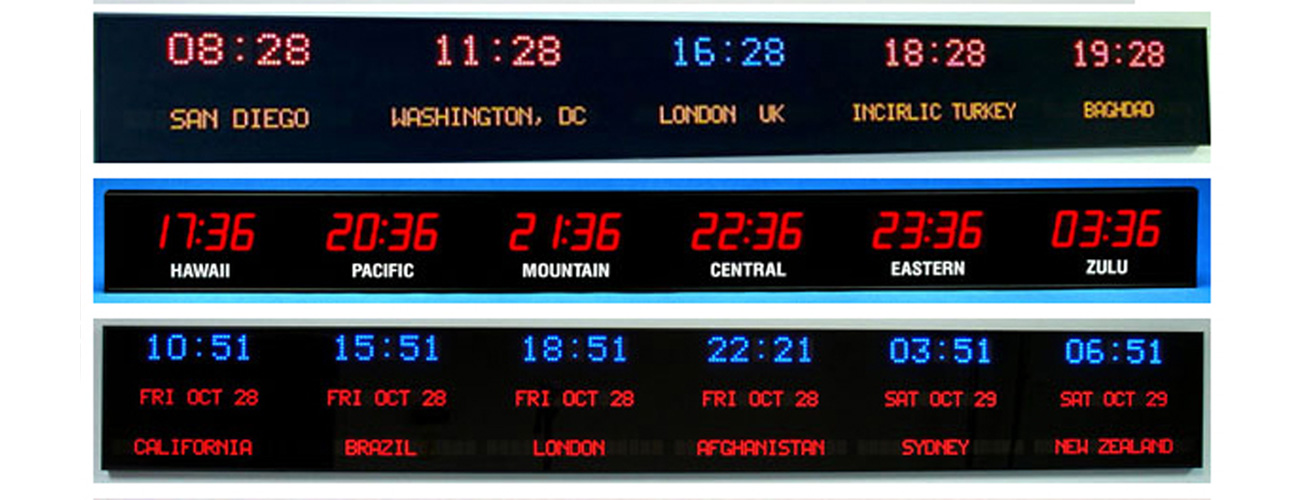 08:28 11:28 16:28 18:28 19:28
SAN DIEGO WASHINGTON, DC LONDON UK INCIRLIC TURKEY BAGHDAD
17:36 20:36 21:36 22:36 23:36 03:36
HAWAII PACIFIC MOUNTAIN CENTRAL EASTERN ZULU
10:51 15:51 18:51 22:21 03:51 06:51
FRI OCT 28 FRI OCT 28 FRI OCT 28 FRI OCT 28 SAT OCT 29 SAT OCT 29
CALIFORNIA BRAZIL LONDON AFGHANISTAN SYDNEY NEW ZEALAND